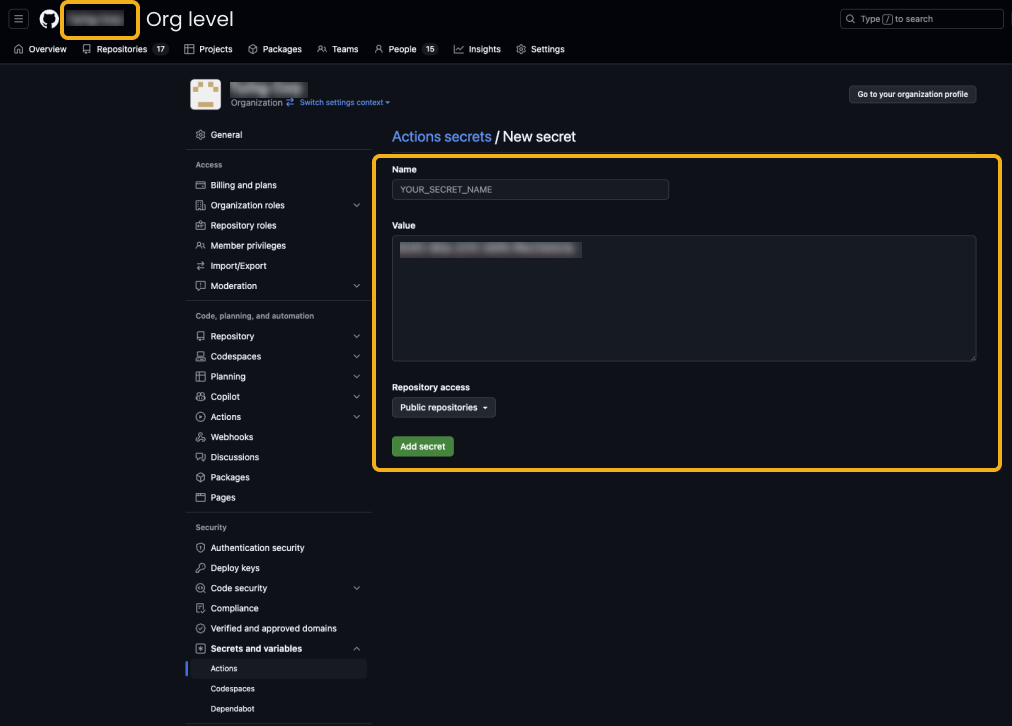 Org level
Type / to search
Overview
Repositories 17
Projects
Packages
Teams
People 15
Insights
Settings
Organization
Switch settings context
Go to your organization profile
General
Access
Billing and plans
Organization roles
Repository roles
Member privileges
Import/Export
Moderation
Code, planning, and automation
Repository
Codespaces
Planning
Copilot
Actions
Webhooks
Discussions
Packages
Pages
Security
Authentication security
Deploy keys
Code security
Compliance
Verified and approved domains
Secrets and variables
Actions
Codespaces
Dependabot
Actions secrets / New secret
Name
YOUR_SECRET_NAME
Value
Repository access
Public repositories
Add secret